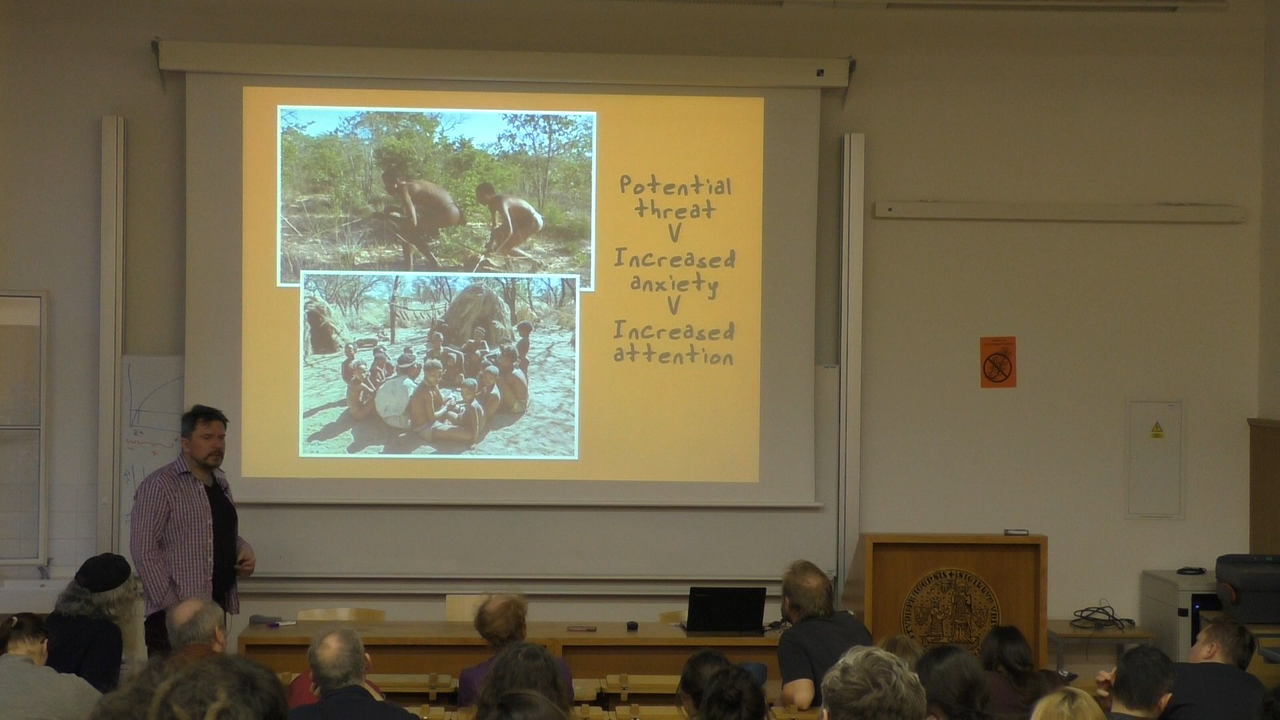 Potential
threat
V
Increased
anxiety
V
Increased
attention